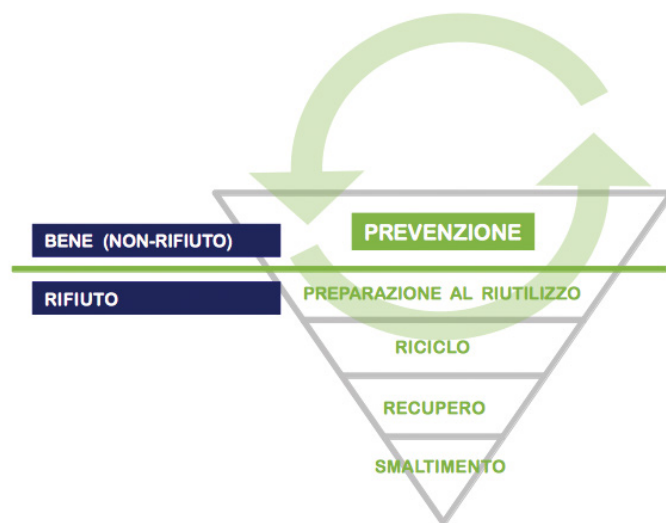 BENE (NON-RIFIUTO)
PREVENZIONE
RIFIUTO
PREPARAZIONE AL RIUTILIZZO
RICICLO
RECUPERO
SMALTIMENTO